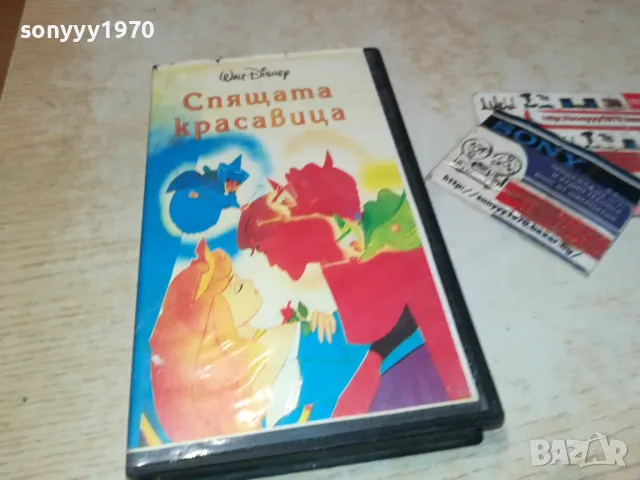 sonyyy1970
Walt Disney
Спящата
красавица
SONY
http://sonyyy1970.bazar.bg/
BAZAR